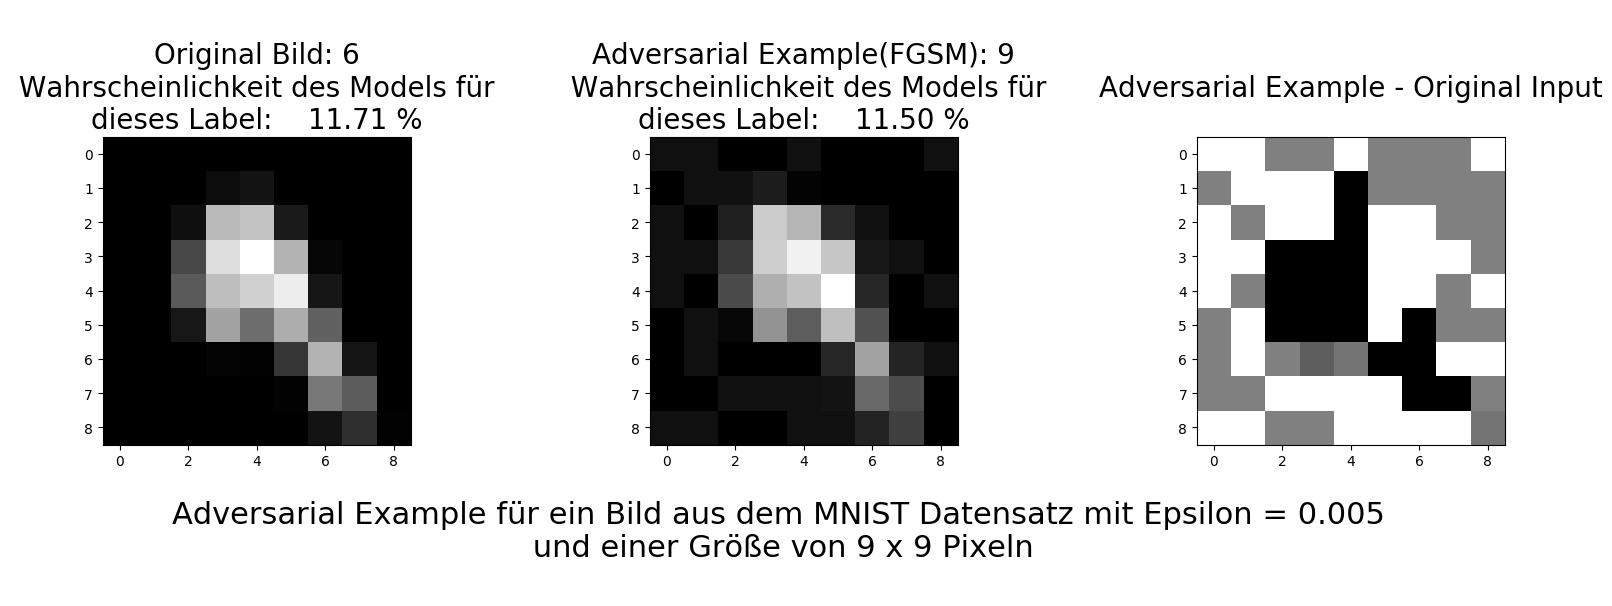 Original Bild: 6
Wahrscheinlichkeit des Models für
dieses Label: 11.71 %
0
1
2
3
4
5
6
7
8
0 2 4 6 8
Adversarial Example(FGSM): 9
Wahrscheinlichkeit des Models für
dieses Label: 11.50 %
0
1
2
3
4
5
6
7
8
0 2 4 6 8
Adversarial Example - Original Input
0
1
2
3
4
5
6
7
8
0 2 4 6 8
Adversarial Example für ein Bild aus dem MNIST Datensatz mit Epsilon = 0.005
und einer Größe von 9 x 9 Pixeln